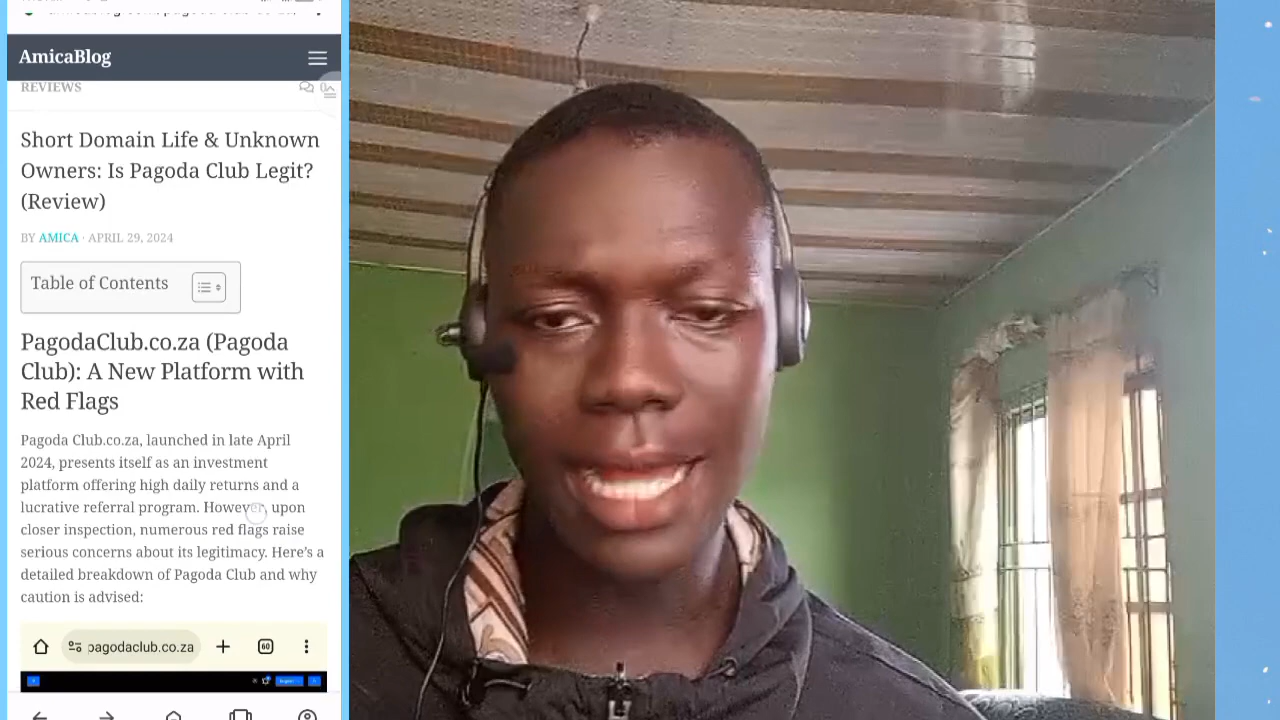 AmicaBlog
REVIEWS
Short Domain Life & Unknown
Owners: Is Pagoda Club Legit?
(Review)
BY AMICA · APRIL 29, 2024
Table of Contents
PagodaClub.co.za (Pagoda
Club): A New Platform with
Red Flags
Pagoda Club.co.za, launched in late April
2024, presents itself as an investment
platform offering high daily returns and a
lucrative referral program. However, upon
closer inspection, numerous red flags raise
serious concerns about its legitimacy. Here's a
detailed breakdown of Pagoda Club and why
caution is advised:
pagodaclub.co.za
60